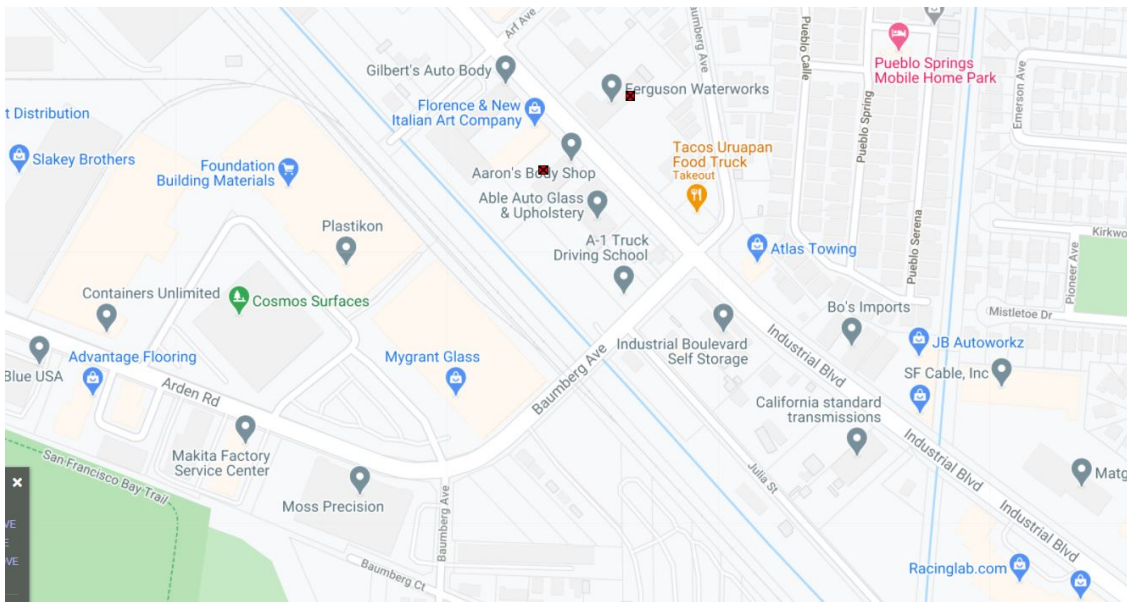 Arf Ave
Baumberg Ave
Gilbert's Auto Body
Pueblo Calle
Pueblo Springs
Mobile Home Park
Emerson Ave
Ferguson Waterworks
Florence & New
Italian Art Company
t Distribution
Slakey Brothers
Foundation
Building Materials
Pueblo Spring
Tacos Uruapan
Food Truck
Takeout
Aaron's Body Shop
Able Auto Glass
& Upholstery
Plastikon
A-1 Truck
Driving School
Atlas Towing
Pueblo Serena
Kirkwo
Pioneer Ave
Containers Unlimited
Cosmos Surfaces
Bo's Imports
Mistletoe Dr
Blue USA
Advantage Flooring
Mygrant Glass
Industrial Boulevard
Self Storage
Industrial Blvd
JB Autoworkz
SF Cable, Inc
Arden Rd
Baumberg Ave
California standard
transmissions
Makita Factory
Service Center
San Francisco Bay Trail
Industrial Blvd
Julia St
Matg
Moss Precision
Baumberg Ave
Industrial Blvd
VE
E
OVE
Baumberg Ct
Racinglab.com